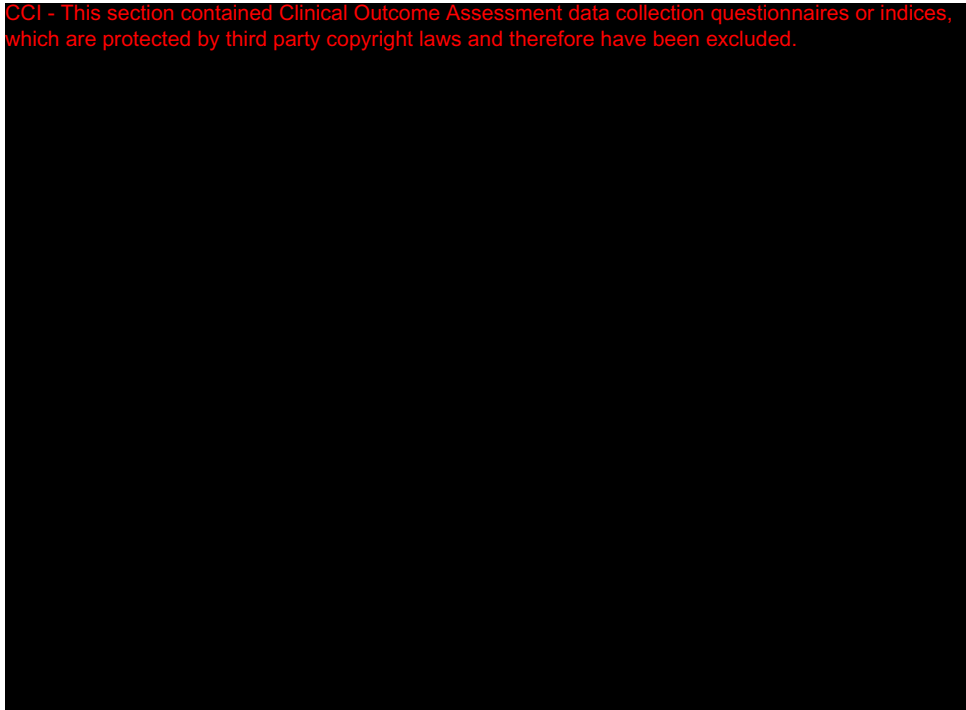 CCI - This section contained Clinical Outcome Assessment data collection questionnaires or indices,
which are protected by third party copyright laws and therefore have been excluded.